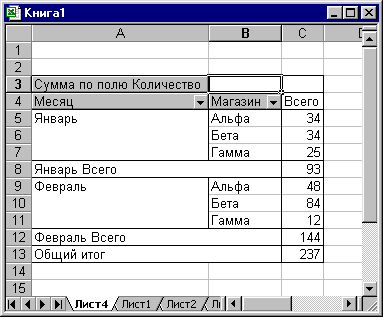 Книга1
A B C D
1
2
3 Сумма по полю Количество
4 Месяц Магазин Всего
5 Январь Альфа 34
6 Бета 34
7 Гамма 25
8 Январь Всего 93
9 Февраль Альфа 48
10 Бета 84
11 Гамма 12
12 Февраль Всего 144
13 Общий итог 237
14
15
Лист4 Лист1 Лист2